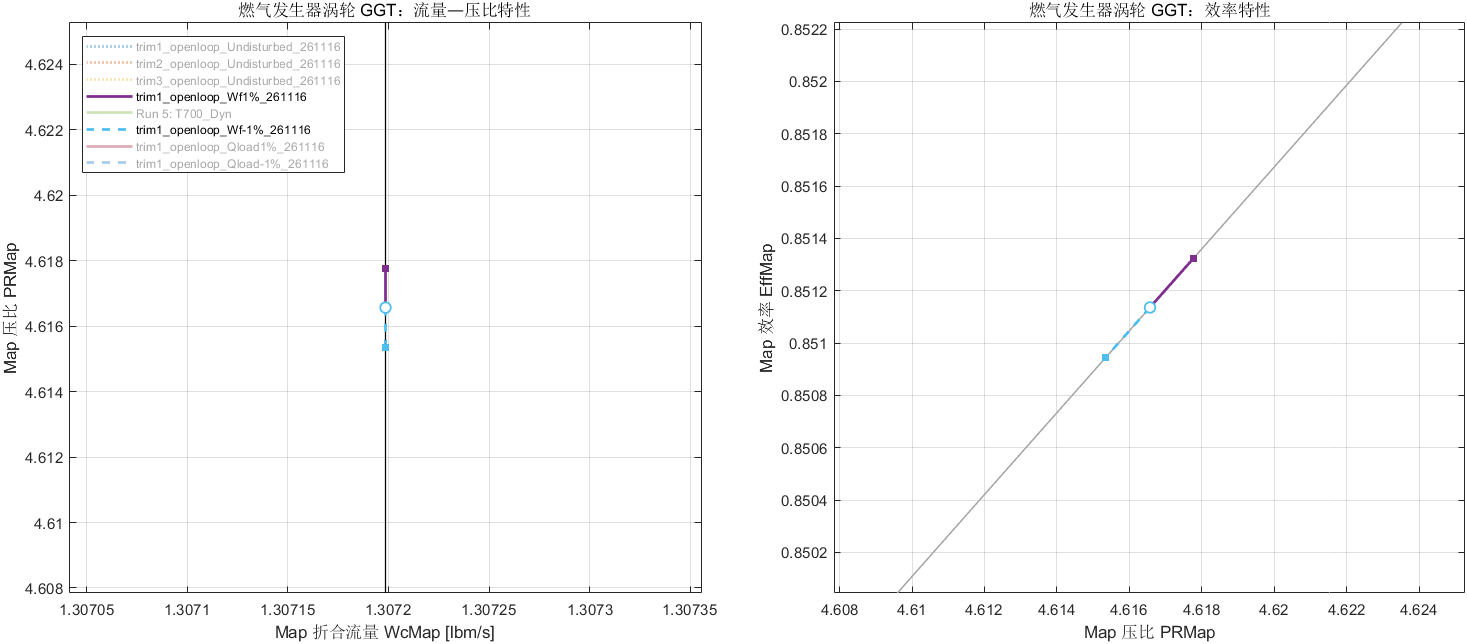 燃气发生器涡轮 GGT：流量—压比特性
trim1_openloop_Undisturbed_261116
trim2_openloop_Undisturbed_261116
trim3_openloop_Undisturbed_261116
trim1_openloop_Wf1%_261116
Run 5: T700_Dyn
trim1_openloop_Wf-1%_261116
trim1_openloop_Qload1%_261116
trim1_openloop_Qload-1%_261116
4.624
4.622
4.62
4.618
4.616
4.614
4.612
4.61
4.608
Map 压比 PRMap
1.30705
1.3071
1.30715
1.3072
1.30725
1.3073
1.30735
Map 折合流量 WcMap [lbm/s]
燃气发生器涡轮 GGT：效率特性
0.8522
0.852
0.8518
0.8516
0.8514
0.8512
0.851
0.8508
0.8506
0.8504
0.8502
Map 效率 EffMap
4.608
4.61
4.612
4.614
4.616
4.618
4.62
4.622
4.624
Map 压比 PRMap